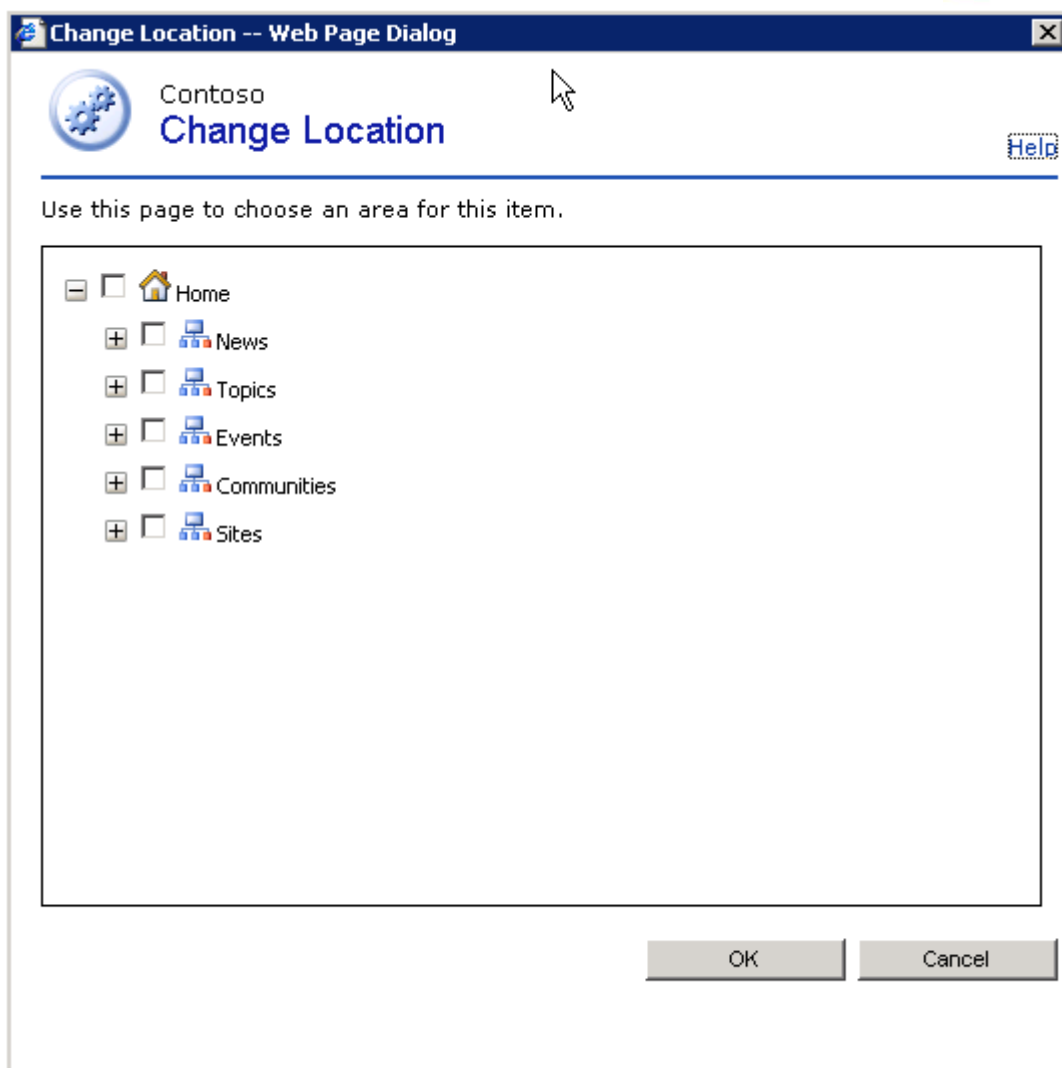 Change Location -- Web Page Dialog
Contoso
Change Location
Help
Use this page to choose an area for this item.
Home
News
Topics
Events
Communities
Sites
OK
Cancel